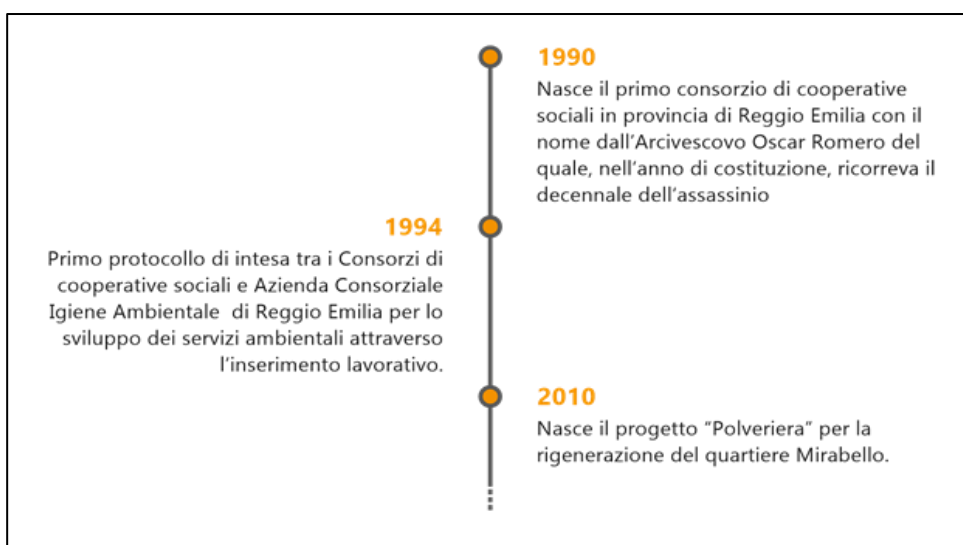 1990
Nasce il primo consorzio di cooperative
sociali in provincia di Reggio Emilia con il
nome dall’Arcivescovo Oscar Romero del
quale, nell’anno di costituzione, ricorreva il
decennale dell’assassinio
1994
Primo protocollo di intesa tra i Consorzi di
cooperative sociali e Azienda Consorziale
Igiene Ambientale  di Reggio Emilia per lo
sviluppo dei servizi ambientali attraverso
l’inserimento lavorativo.
2010
Nasce il progetto “Polveriera” per la
rigenerazione del quartiere Mirabello.